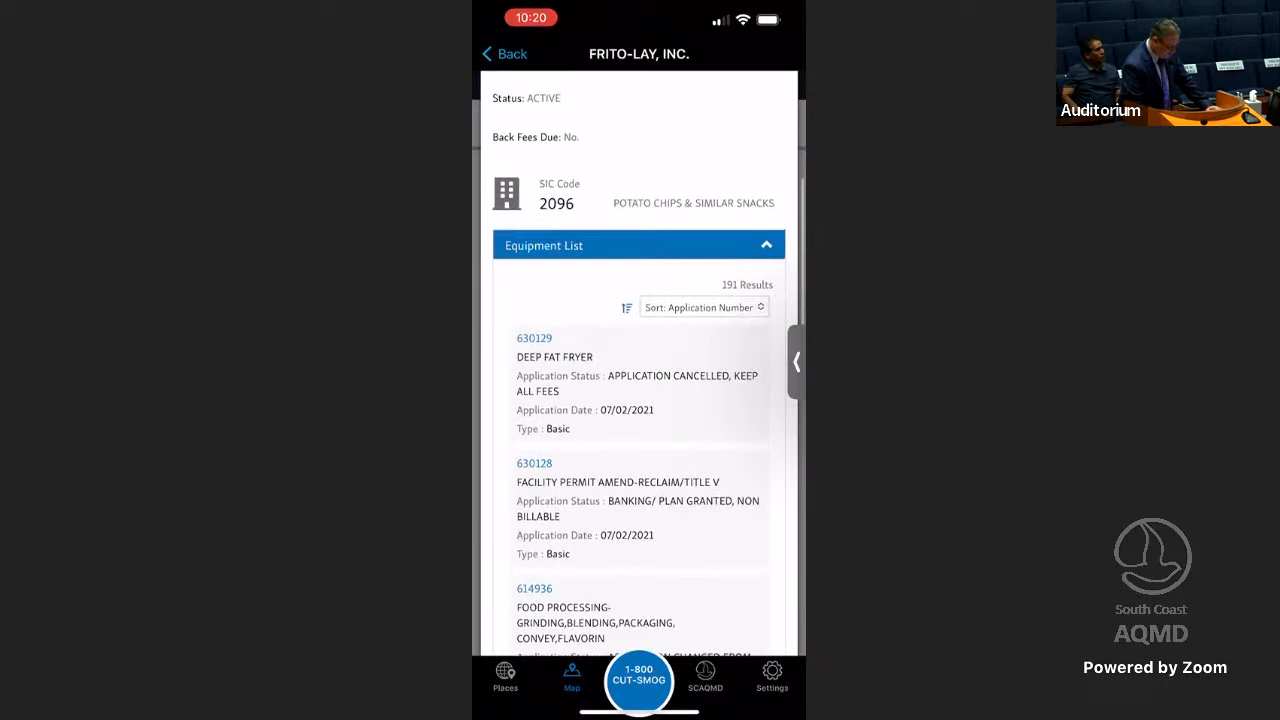 10:20
Back
FRITO-LAY, INC.
Status: ACTIVE
Back Fees Due: No.
SIC Code
2096
POTATO CHIPS & SIMILAR SNACKS
Equipment List
191 Results
Sort: Application Number
630129
DEEP FAT FRYER
Application Status : APPLICATION CANCELLED, KEEP
ALL FEES
Application Date : 07/02/2021
Type : Basic
630128
FACILITY PERMIT AMEND-RECLAIM/TITLE V
Application Status : BANKING/ PLAN GRANTED, NON
BILLABLE
Application Date : 07/02/2021
Type : Basic
614936
FOOD PROCESSING-
GRINDING,BLENDING,PACKAGING,
CONVEY,FLAVORIN
Places
Map
1-800
CUT-SMOG
SCAQMD
Settings
Auditorium
South Coast
AQMD
Powered by Zoom